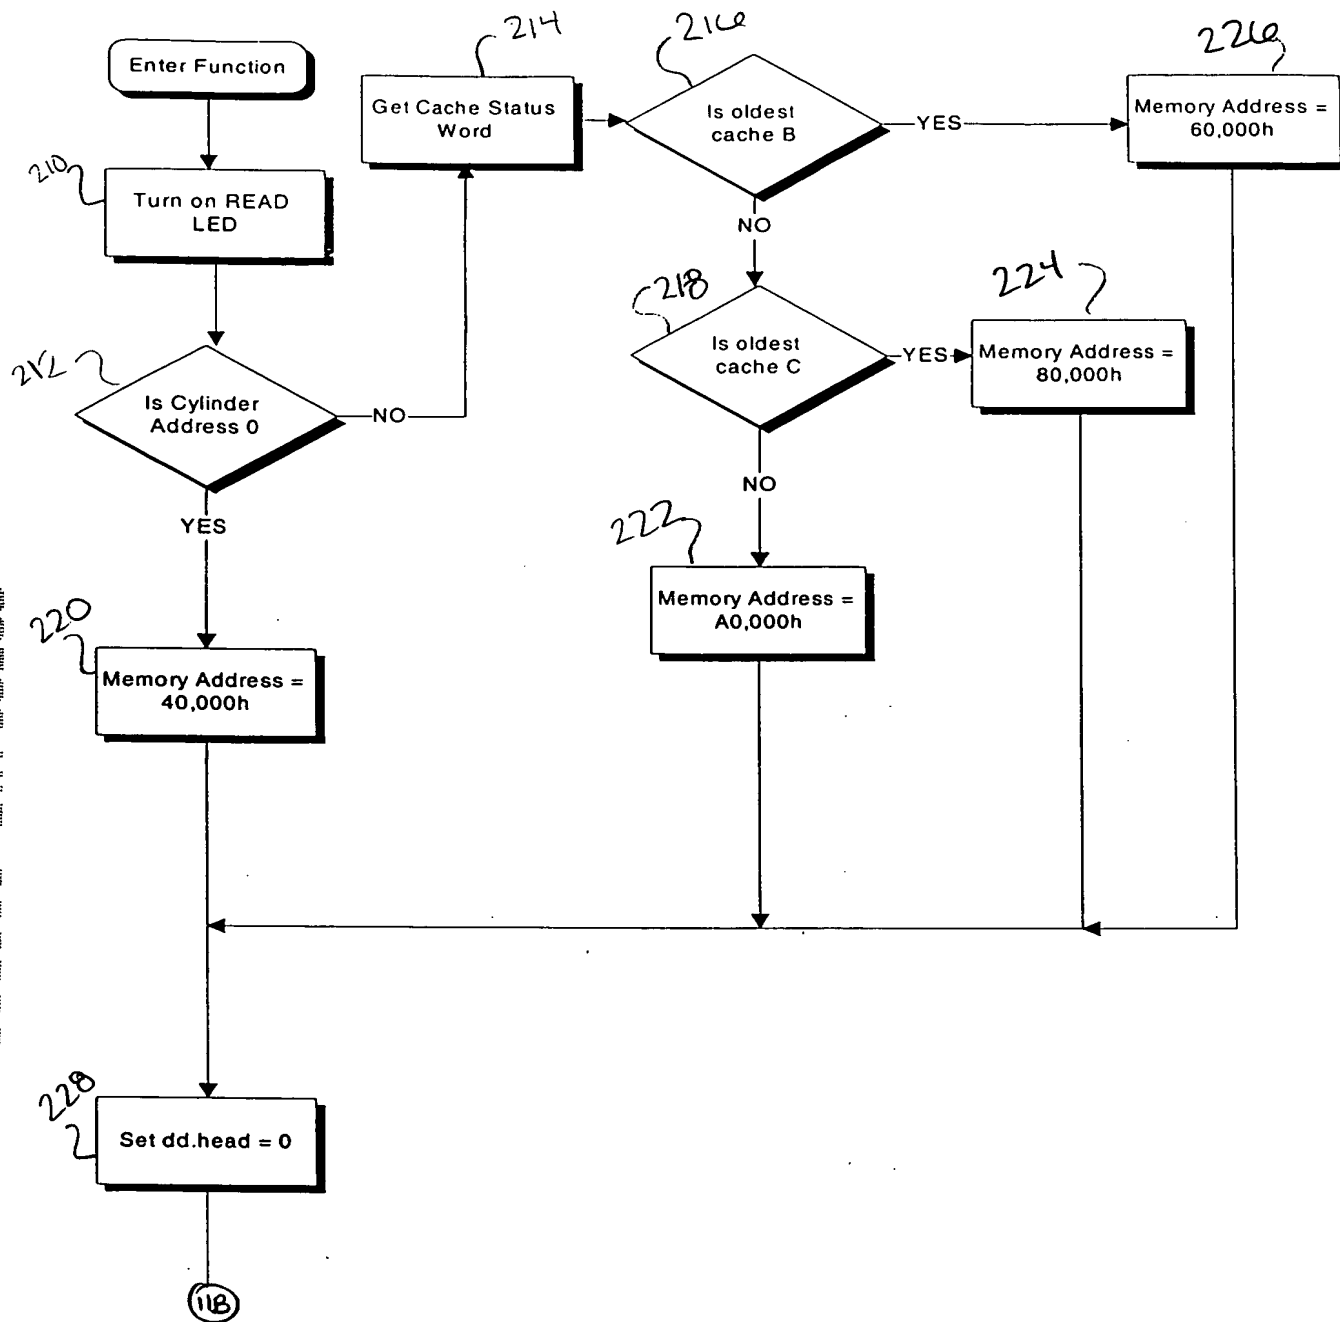 Enter Function
210
Turn on READ
LED
212
Is Cylinder
Address 0
NO
YES
214
Get Cache Status
Word
216
Is oldest
cache B
YES
NO
226
Memory Address =
60,000h
218
Is oldest
cache C
YES
NO
224
Memory Address =
80,000h
222
Memory Address =
A0,000h
220
Memory Address =
40,000h
228
Set dd.head = 0
11B